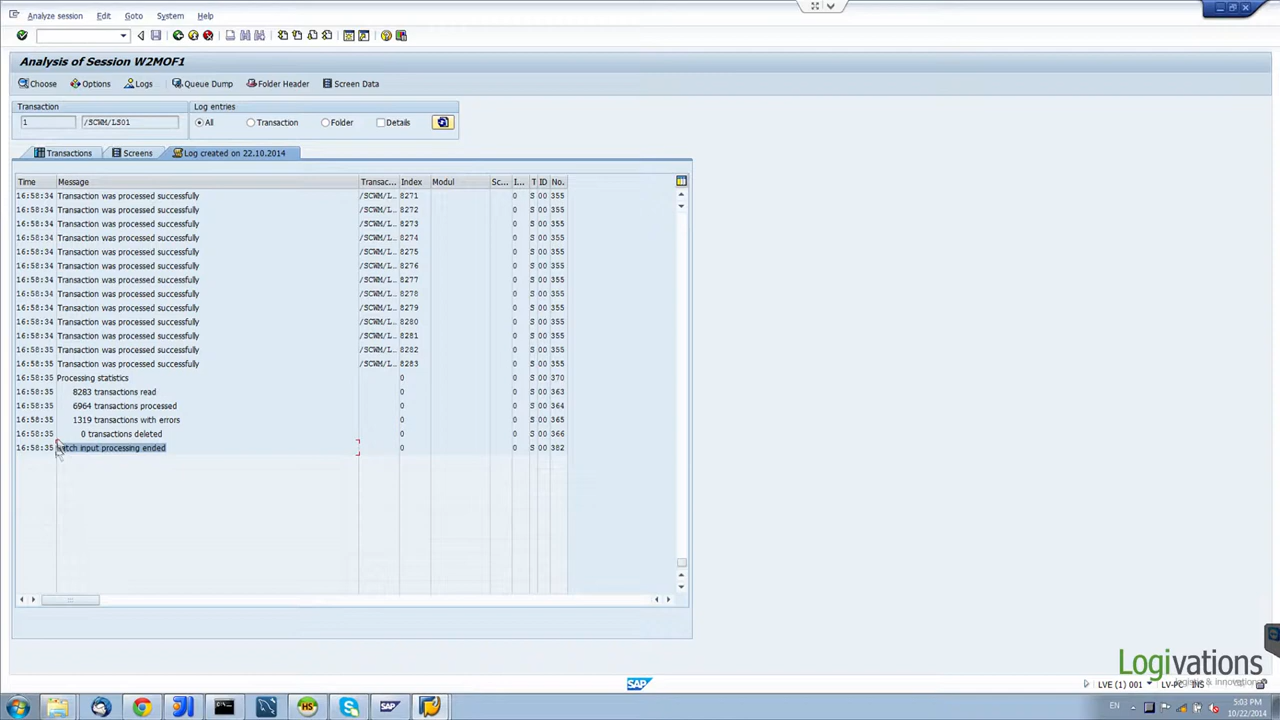 Analyze session Edit Goto System Help
Analysis of Session W2MOF1
Choose Options Logs Queue Dump Folder Header Screen Data
Transaction Log entries
1 /SCWM/LS01 All Transaction Folder Details
Transactions Screens Log created on 22.10.2014
Time Message Transac... Index Modul Sc... I... T ID No.
16:58:34 Transaction was processed successfully /SCWM/L... 8271 0 S 00 355
16:58:34 Transaction was processed successfully /SCWM/L... 8272 0 S 00 355
16:58:34 Transaction was processed successfully /SCWM/L... 8273 0 S 00 355
16:58:34 Transaction was processed successfully /SCWM/L... 8274 0 S 00 355
16:58:34 Transaction was processed successfully /SCWM/L... 8275 0 S 00 355
16:58:34 Transaction was processed successfully /SCWM/L... 8276 0 S 00 355
16:58:34 Transaction was processed successfully /SCWM/L... 8277 0 S 00 355
16:58:34 Transaction was processed successfully /SCWM/L... 8278 0 S 00 355
16:58:34 Transaction was processed successfully /SCWM/L... 8279 0 S 00 355
16:58:34 Transaction was processed successfully /SCWM/L... 8280 0 S 00 355
16:58:34 Transaction was processed successfully /SCWM/L... 8281 0 S 00 355
16:58:35 Transaction was processed successfully /SCWM/L... 8282 0 S 00 355
16:58:35 Transaction was processed successfully /SCWM/L... 8283 0 S 00 355
16:58:35 Processing statistics 0 0 S 00 370
16:58:35 8283 transactions read 0 0 S 00 363
16:58:35 6964 transactions processed 0 0 S 00 364
16:58:35 1319 transactions with errors 0 0 S 00 365
16:58:35 0 transactions deleted 0 0 S 00 366
16:58:35 input processing ended 0 0 S 00 382
Logivations
SAP LVE (1) 001 LV-PC INS
HS SAP EN 5:03 PM
10/22/2014